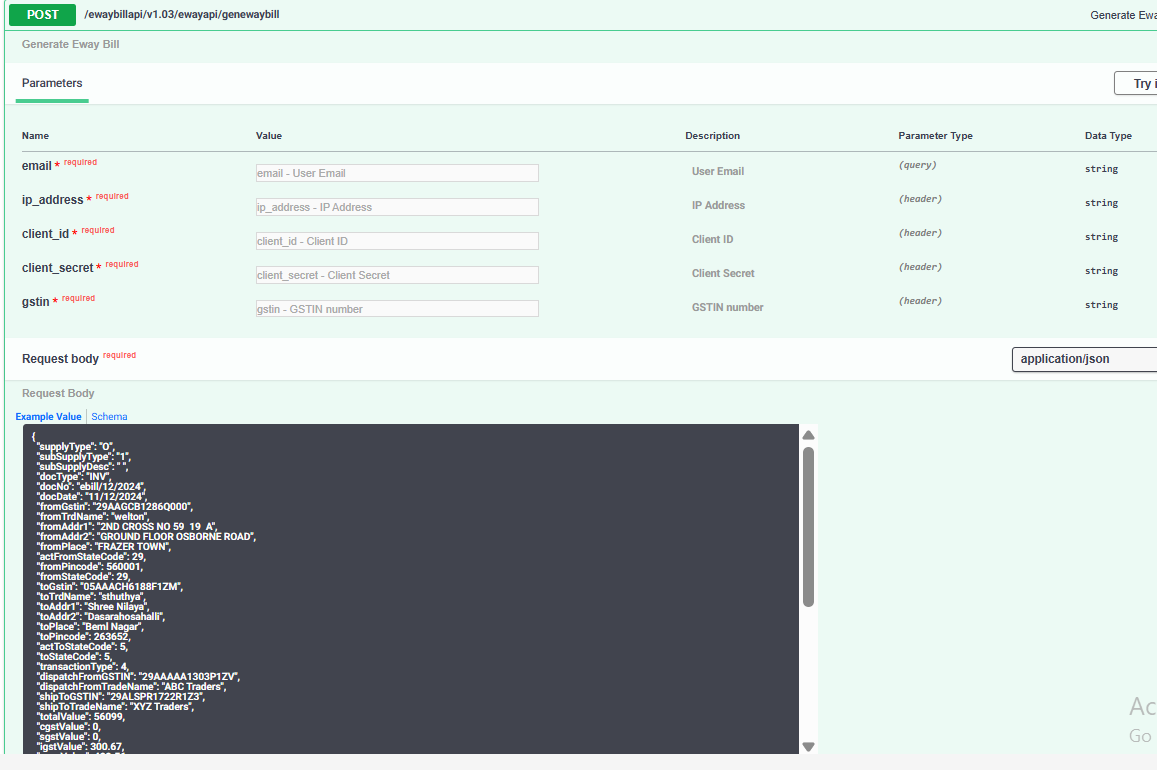 POST /ewaybillapi/v1.03/ewayapi/genewaybill Generate Ewa
Generate Eway Bill
Parameters Try i
Name Value Description Parameter Type Data Type
email * required email - User Email User Email (query) string
ip_address * required ip_address - IP Address IP Address (header) string
client_id * required client_id - Client ID Client ID (header) string
client_secret * required client_secret - Client Secret Client Secret (header) string
gstin * required gstin - GSTIN number GSTIN number (header) string
Request body required application/json
Request Body
Example Value Schema
{
"supplyType": "O",
"subSupplyType": "1",
"subSupplyDesc": " ",
"docType": "INV",
"docNo": "ebill/12/2024",
"docDate": "11/12/2024",
"fromGstin": "29AAGCB1286Q000",
"fromTrdName": "welton",
"fromAddr1": "2ND CROSS NO 59  19  A",
"fromAddr2": "GROUND FLOOR OSBORNE ROAD",
"fromPlace": "FRAZER TOWN",
"actFromStateCode": 29,
"fromPincode": 560001,
"fromStateCode": 29,
"toGstin": "05AAACH6188F1ZM",
"toTrdName": "sthuthya",
"toAddr1": "Shree Nilaya",
"toAddr2": "Dasarahosahalli",
"toPlace": "Beml Nagar",
"toPincode": 263652,
"actToStateCode": 5,
"toStateCode": 5,
"transactionType": 4,
"dispatchFromGSTIN": "29AAAAA1303P1ZV",
"dispatchFromTradeName": "ABC Traders",
"shipToGSTIN": "29ALSPR1722R1Z3",
"shipToTradeName": "XYZ Traders",
"totalValue": 56099,
"cgstValue": 0,
"sgstValue": 0,
"igstValue": 300.67,
Ac
Go